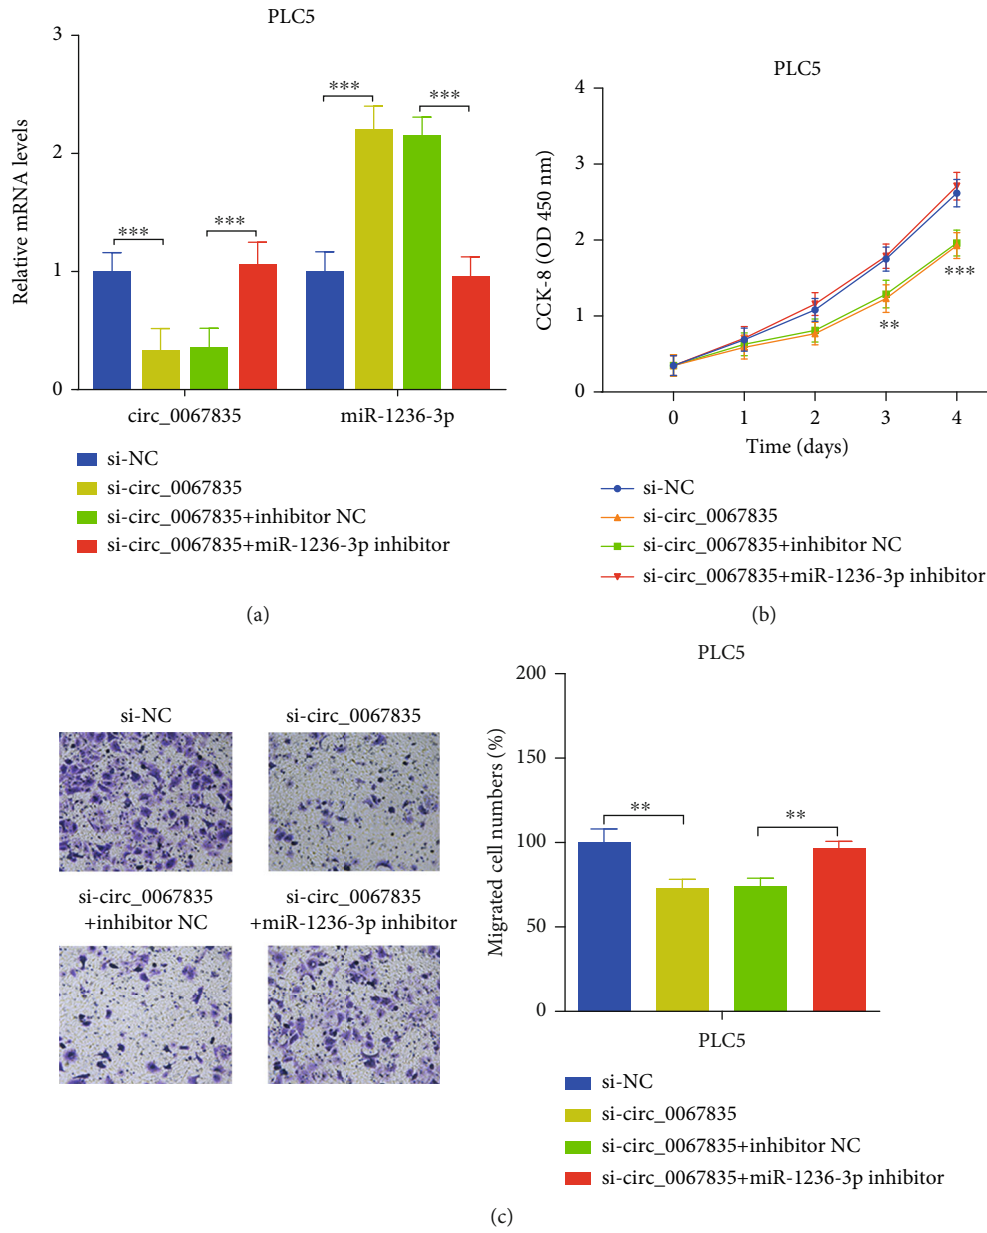 PLC5
Relative mRNA levels
3
2
1
0
***
***
***
***
circ_0067835
miR-1236-3p
si-NC
si-circ_0067835
si-circ_0067835+inhibitor NC
si-circ_0067835+miR-1236-3p inhibitor
(a)
PLC5
CCK-8 (OD 450 nm)
4
3
2
1
0
**
***
0 1 2 3 4
Time (days)
si-NC
si-circ_0067835
si-circ_0067835+inhibitor NC
si-circ_0067835+miR-1236-3p inhibitor
(b)
si-NC
si-circ_0067835
si-circ_0067835
+inhibitor NC
si-circ_0067835
+miR-1236-3p inhibitor
PLC5
Migrated cell numbers (%)
200
150
100
50
0
**
**
PLC5
si-NC
si-circ_0067835
si-circ_0067835+inhibitor NC
si-circ_0067835+miR-1236-3p inhibitor
(c)